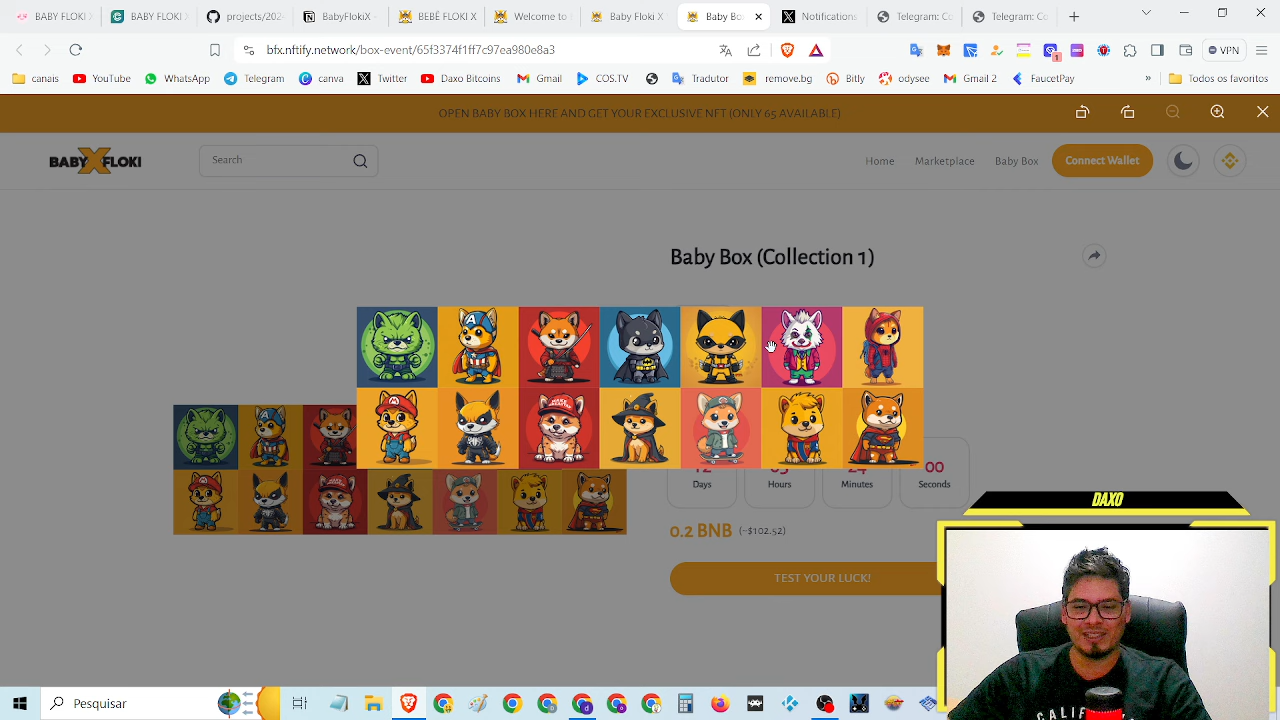 BABY FLOKI X
BABY FLOKI X
projects/202
BabyFlokiX -
BEBÊ FLOKI X
Welcome to
Baby Floki X
Baby Box
Notifications
Telegram: Co
Telegram: Co
bfx.nftify.network/box-event/65f3374f1ff7c97ea980e8a3
VPN
canais
YouTube
WhatsApp
Telegram
canva
Twitter
Daxo Bitcoins
Gmail
COS.TV
Tradutor
remove.bg
Bitly
odysee
Gmail 2
FaucetPay
»
Todos os favoritos
OPEN BABY BOX HERE AND GET YOUR EXCLUSIVE NFT (ONLY 65 AVAILABLE)
BABY X FLOKI
Search
Home
Marketplace
Baby Box
Connect Wallet
Baby Box (Collection 1)
00
Days
Hours
Minutes
Seconds
0.2 BNB (~$102.52)
TEST YOUR LUCK!
DAXO
CALIF
Pesquisar